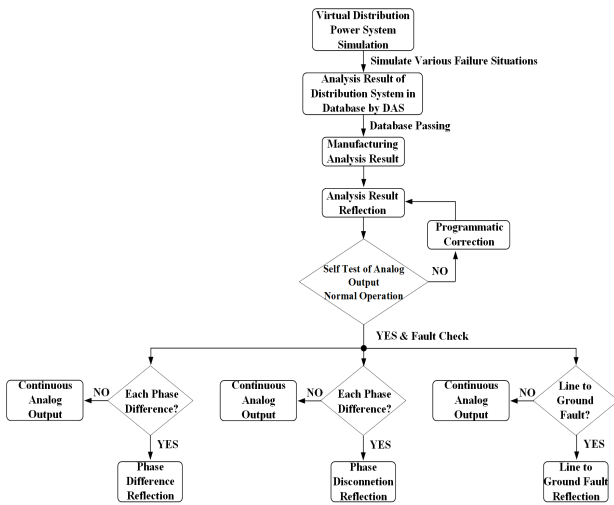 Virtual Distribution
Power System
Simulation
Simulate Various Failure Situations
Analysis Result of
Distribution System in
Database by DAS
Database Passing
Manufacturing
Analysis Result
Analysis Result
Reflection
Programmatic
Correction
Self Test of Analog
Output
Normal Operation
NO
YES & Fault Check
Continuous
Analog
Output
NO
Each Phase
Difference?
YES
Phase
Difference
Reflection
Continuous
Analog
Output
NO
Each Phase
Difference?
YES
Phase
Disconnetion
Reflection
Continuous
Analog
Output
NO
Line to
Ground
Fault?
YES
Line to
Ground Fault
Reflection